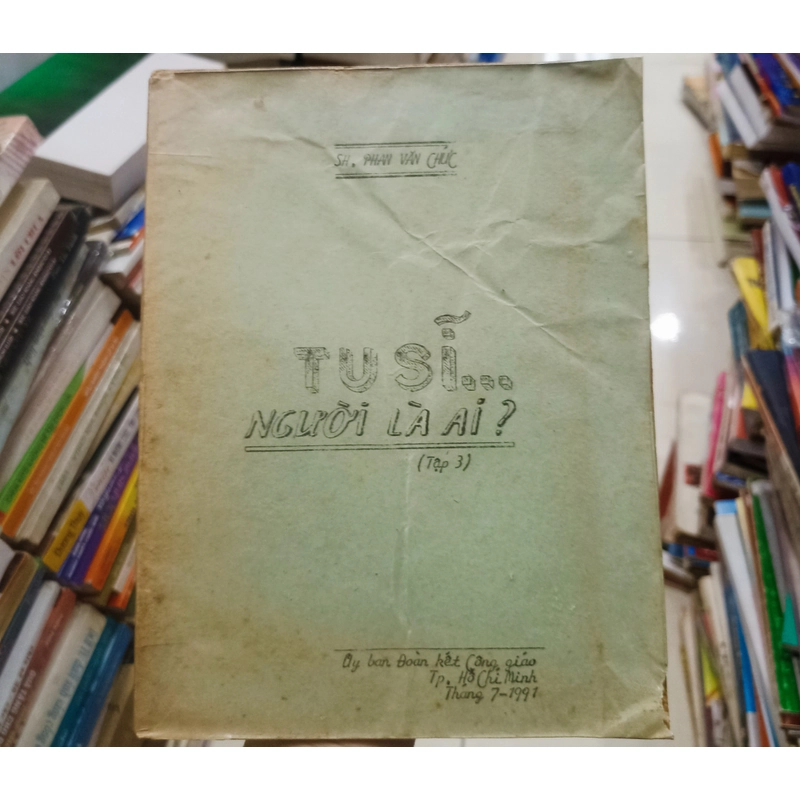 SH. PHAN VĂN CHỨC
TU SĨ...
NGƯỜI LÀ AI?
(Tập 3)
Ủy ban Đoàn kết Công giáo
Tp. Hồ Chí Minh
Tháng 7-1991